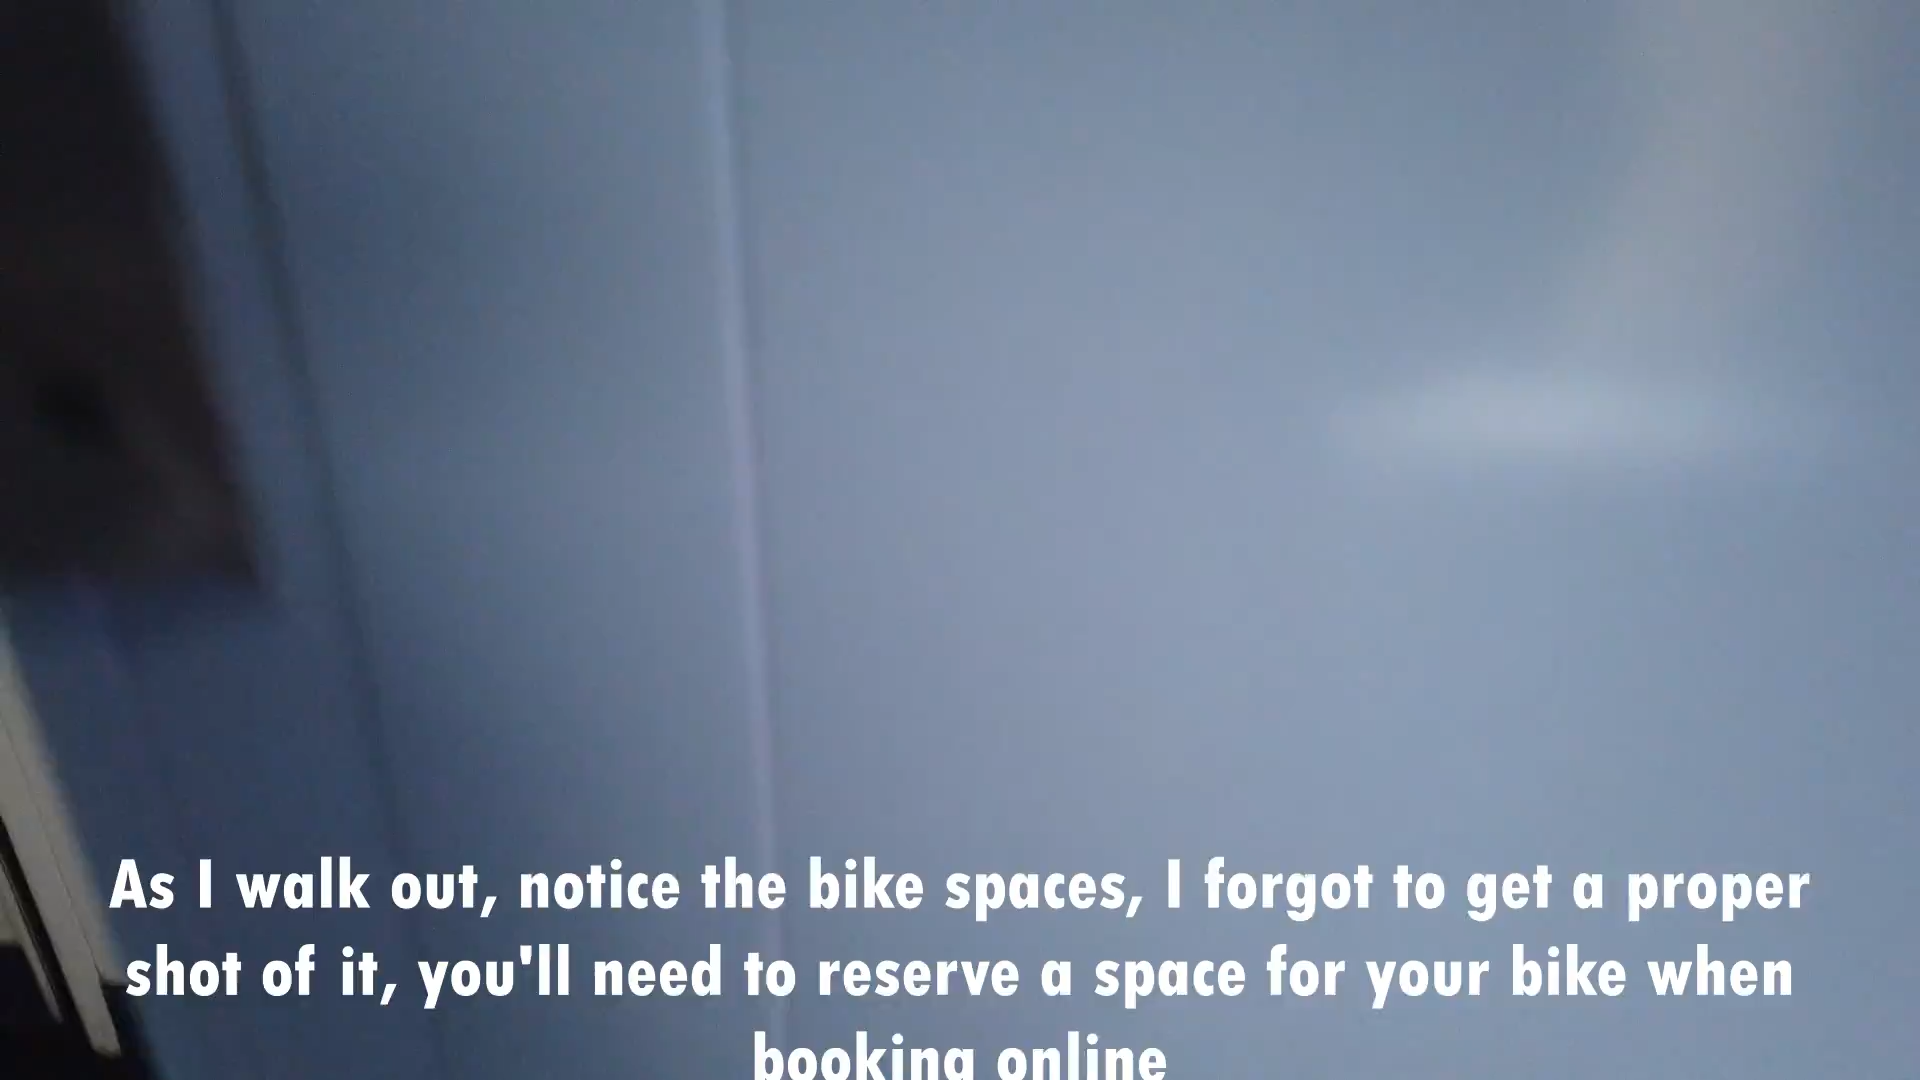 As I walk out, notice the bike spaces, I forgot to get a proper
shot of it, you'll need to reserve a space for your bike when
booking online